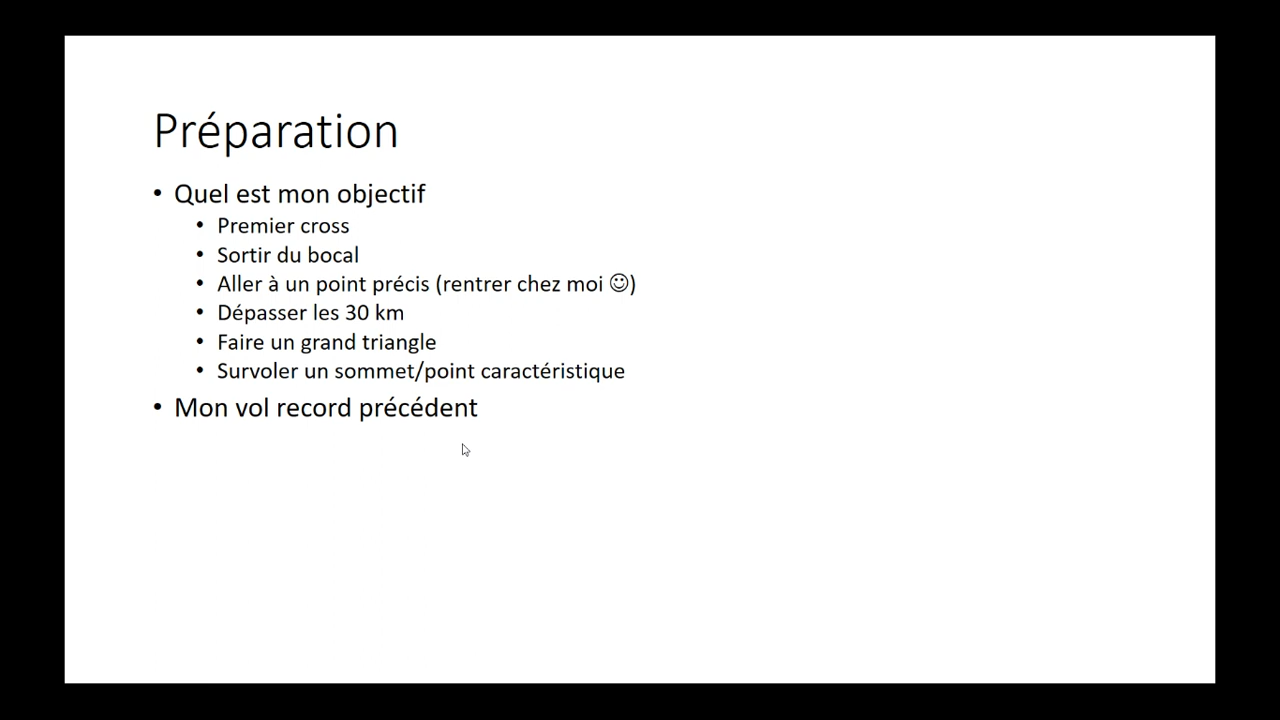 Préparation
• Quel est mon objectif
• Premier cross
• Sortir du bocal
• Aller à un point précis (rentrer chez moi ☺)
• Dépasser les 30 km
• Faire un grand triangle
• Survoler un sommet/point caractéristique
• Mon vol record précédent